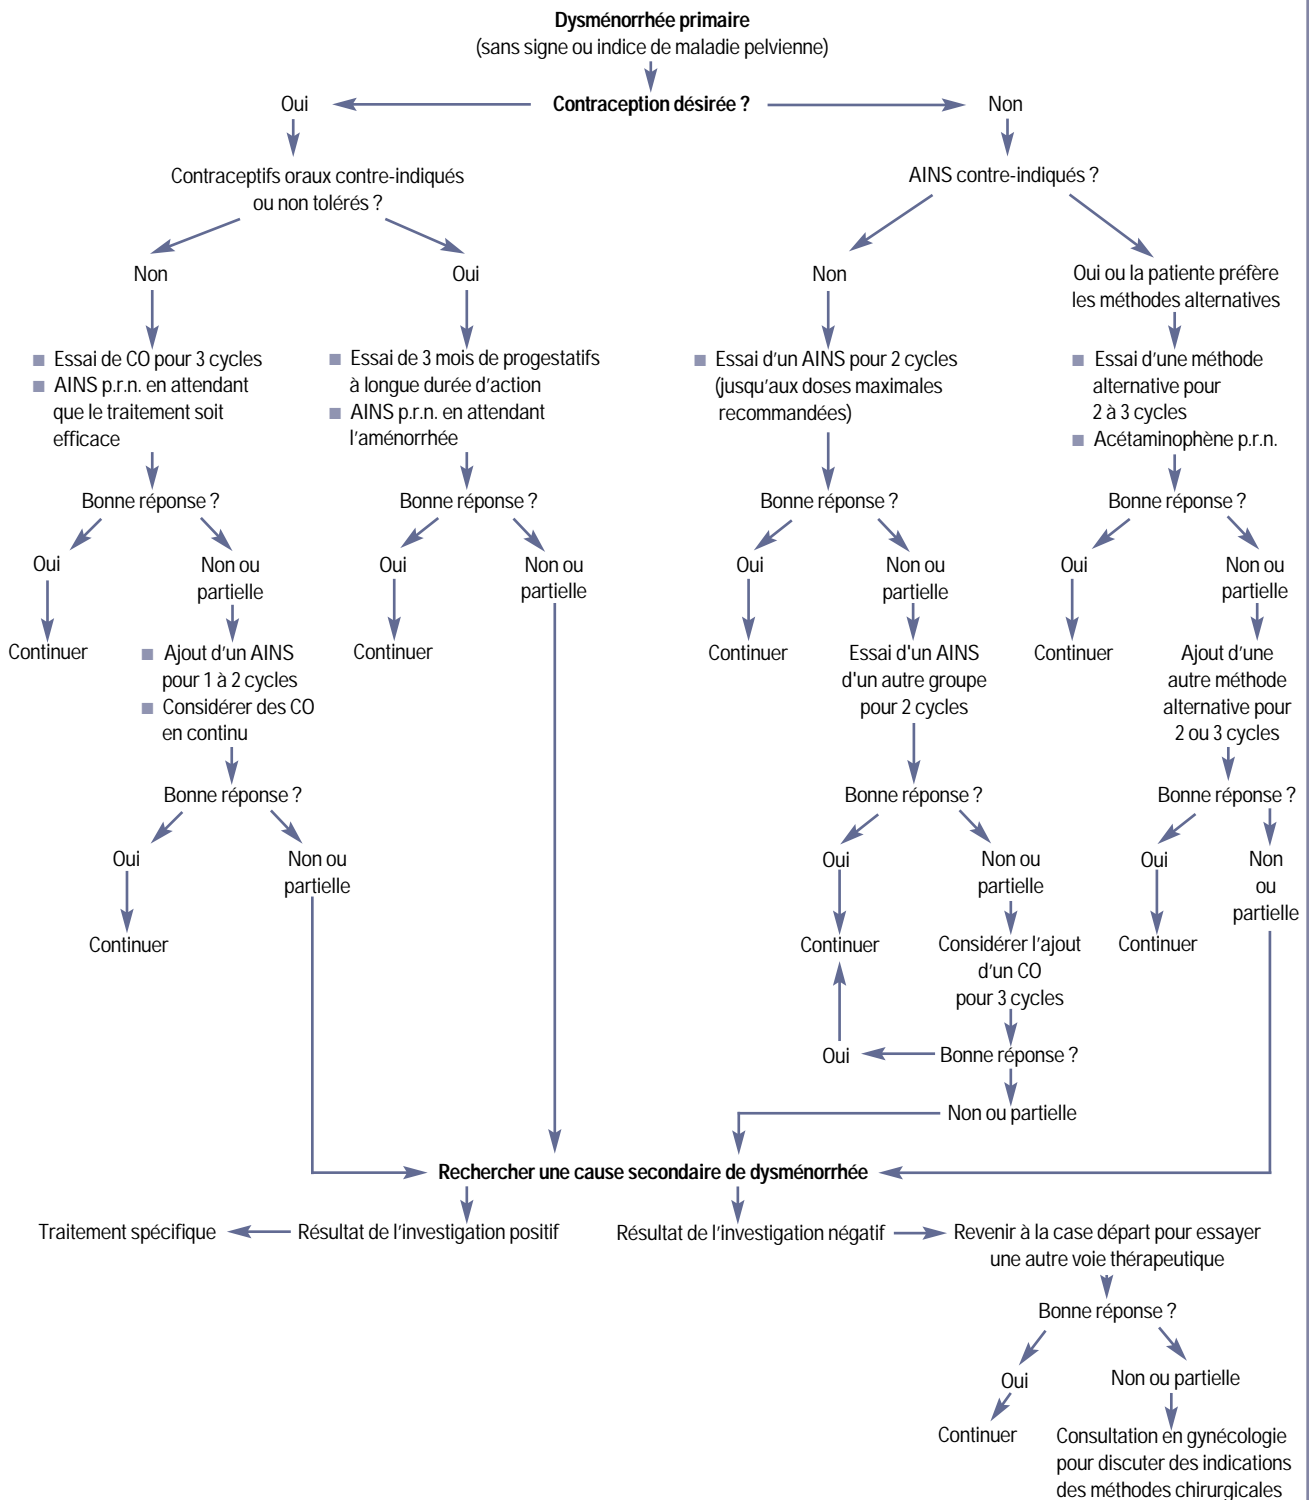 Dysménorrhée primaire
(sans signe ou indice de maladie pelvienne)
Oui
Contraception désirée ?
Non
Contraceptifs oraux contre-indiqués
ou non tolérés ?
AINS contre-indiqués ?
Non
Oui
Non
Oui ou la patiente préfère
les méthodes alternatives
■ Essai de CO pour 3 cycles
■ AINS p.r.n. en attendant
que le traitement soit
efficace
■ Essai de 3 mois de progestatifs
à longue durée d'action
■ AINS p.r.n. en attendant
l'aménorrhée
■ Essai d'un AINS pour 2 cycles
(jusqu'aux doses maximales
recommandées)
■ Essai d'une méthode
alternative pour
2 à 3 cycles
■ Acétaminophène p.r.n.
Bonne réponse ?
Bonne réponse ?
Bonne réponse ?
Bonne réponse ?
Oui
Non ou
partielle
Oui
Non ou
partielle
Oui
Non ou
partielle
Oui
Non ou
partielle
Continuer
■ Ajout d'un AINS
pour 1 à 2 cycles
■ Considérer des CO
en continu
Continuer
Continuer
Essai d'un AINS
d'un autre groupe
pour 2 cycles
Continuer
Ajout d'une
autre méthode
alternative pour
2 ou 3 cycles
Bonne réponse ?
Bonne réponse ?
Bonne réponse ?
Oui
Non ou
partielle
Oui
Non ou
partielle
Oui
Non
ou
partielle
Continuer
Continuer
Considérer l'ajout
d'un CO
pour 3 cycles
Continuer
Oui
Bonne réponse ?
Non ou partielle
Rechercher une cause secondaire de dysménorrhée
Traitement spécifique
Résultat de l'investigation positif
Résultat de l'investigation négatif
Revenir à la case départ pour essayer
une autre voie thérapeutique
Bonne réponse ?
Oui
Non ou partielle
Continuer
Consultation en gynécologie
pour discuter des indications
des méthodes chirurgicales